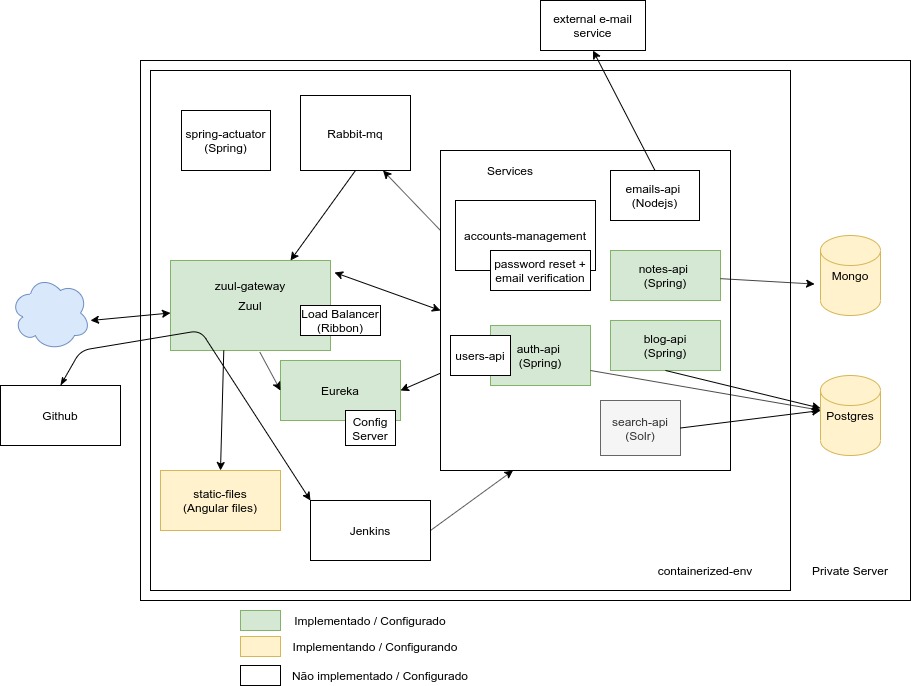 external e-mail
service
spring-actuator
(Spring)
Rabbit-mq
Services
emails-api
(Nodejs)
accounts-management
password reset +
email verification
notes-api
(Spring)
Mongo
zuul-gateway
Zuul
Load Balancer
(Ribbon)
users-api
auth-api
(Spring)
blog-api
(Spring)
Eureka
Config
Server
Github
search-api
(Solr)
Postgres
static-files
(Angular files)
Jenkins
containerized-env
Private Server
Implementado / Configurado
Implementando / Configurando
Não implementado / Configurado